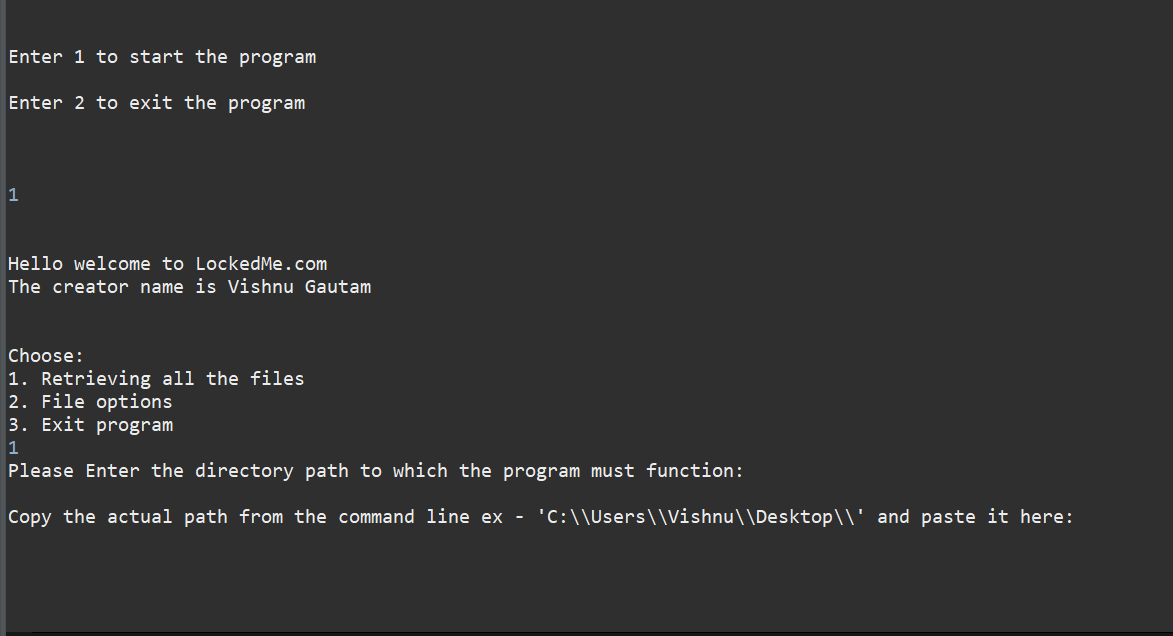 Enter 1 to start the program
Enter 2 to exit the program
1
Hello welcome to LockedMe.com
The creator name is Vishnu Gautam
Choose:
1. Retrieving all the files
2. File options
3. Exit program
1
Please Enter the directory path to which the program must function:
Copy the actual path from the command line ex - 'C:\\Users\\Vishnu\\Desktop\\' and paste it here: